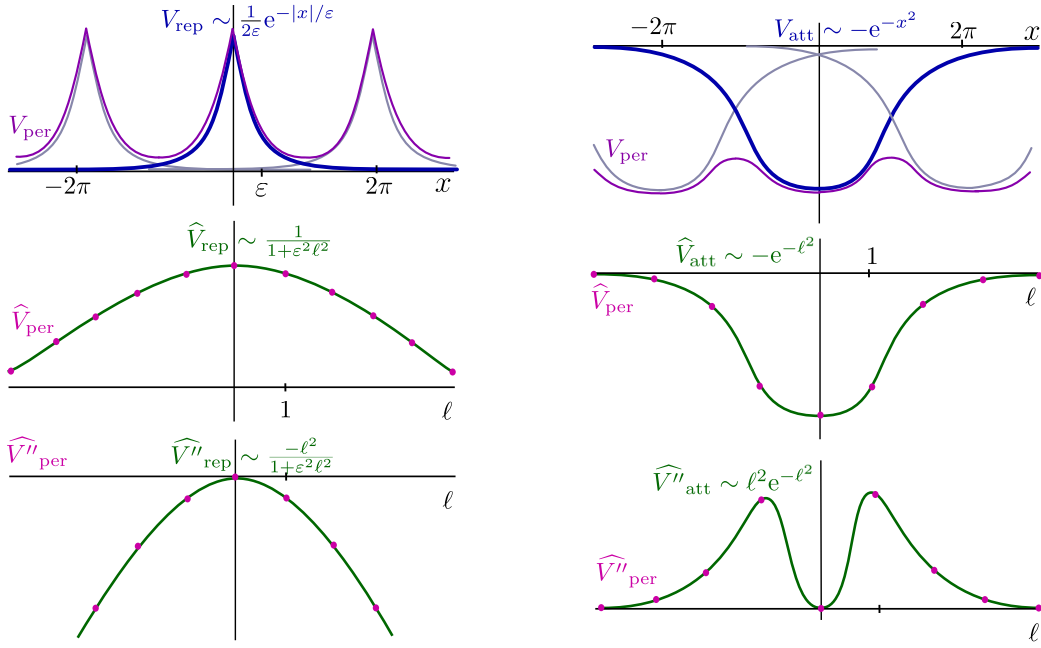 V_rep ∼ 1/(2ε) e^{−|x|/ε}
V_per
−2π
ε
2π
x
V_att ∼ −e^{−x²}
−2π
2π
x
V_per
V̂_rep ∼ 1/(1+ε²ℓ²)
V̂_per
1
ℓ
V̂_att ∼ −e^{−ℓ²}
1
V̂_per
ℓ
V̂″_per
V̂″_rep ∼ −ℓ²/(1+ε²ℓ²)
ℓ
V̂″_att ∼ ℓ²e^{−ℓ²}
V̂″_per
ℓ